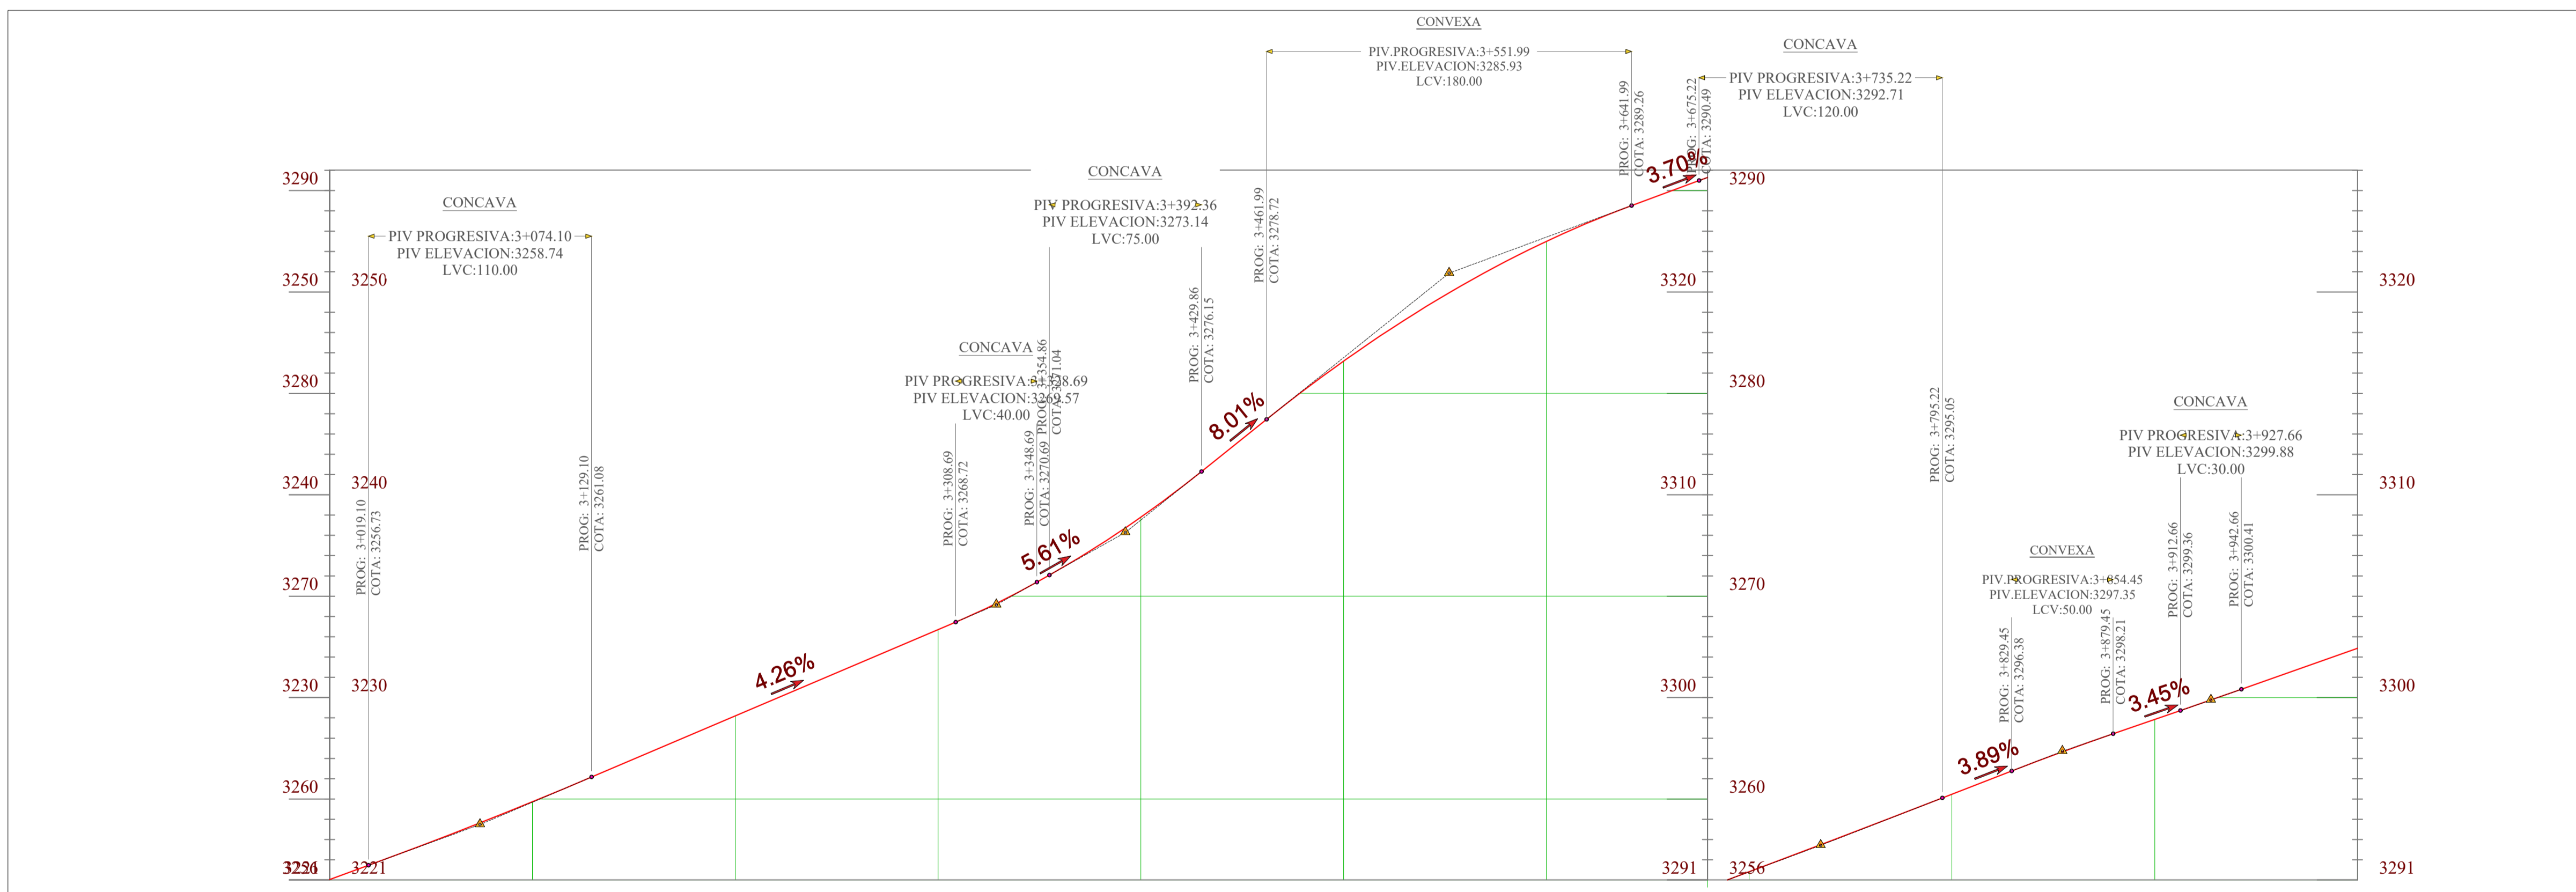 CONVEXA
PIV.PROGRESIVA:3+551.99
PIV.ELEVACION:3285.93
LCV:180.00
CONCAVA
PIV PROGRESIVA:3+735.22
PIV ELEVACION:3292.71
LVC:120.00
PROG: 3+641.99
COTA: 3289.26
PROG: 3+675.22
COTA: 3290.49
3.70%
CONCAVA
PIV PROGRESIVA:3+392.36
PIV ELEVACION:3273.14
LVC:75.00
CONCAVA
PIV PROGRESIVA:3+074.10
PIV ELEVACION:3258.74
LVC:110.00
PROG: 3+461.99
COTA: 3278.72
PROG: 3+429.86
COTA: 3276.15
3290
3290
3250
3250
3320
3320
CONCAVA
PIV PROGRESIVA:3+328.69
PIV ELEVACION:3269.57
LVC:40.00
PROG: 3+354.86
COTA: 3271.04
3280
3280
8.01%
PROG: 3+308.69
COTA: 3268.72
PROG: 3+348.69
COTA: 3270.69
5.61%
PROG: 3+019.10
COTA: 3256.73
PROG: 3+129.10
COTA: 3261.08
PROG: 3+795.22
COTA: 3295.05
CONCAVA
PIV PROGRESIVA:3+927.66
PIV ELEVACION:3299.88
LVC:30.00
3240
3240
3310
3310
PROG: 3+912.66
COTA: 3299.36
PROG: 3+942.66
COTA: 3300.41
CONVEXA
PIV.PROGRESIVA:3+854.45
PIV.ELEVACION:3297.35
LCV:50.00
3270
3270
PROG: 3+829.45
COTA: 3296.38
PROG: 3+879.45
COTA: 3298.21
4.26%
3.45%
3.89%
3230
3230
3300
3300
3260
3260
3221
3291
3256
3291